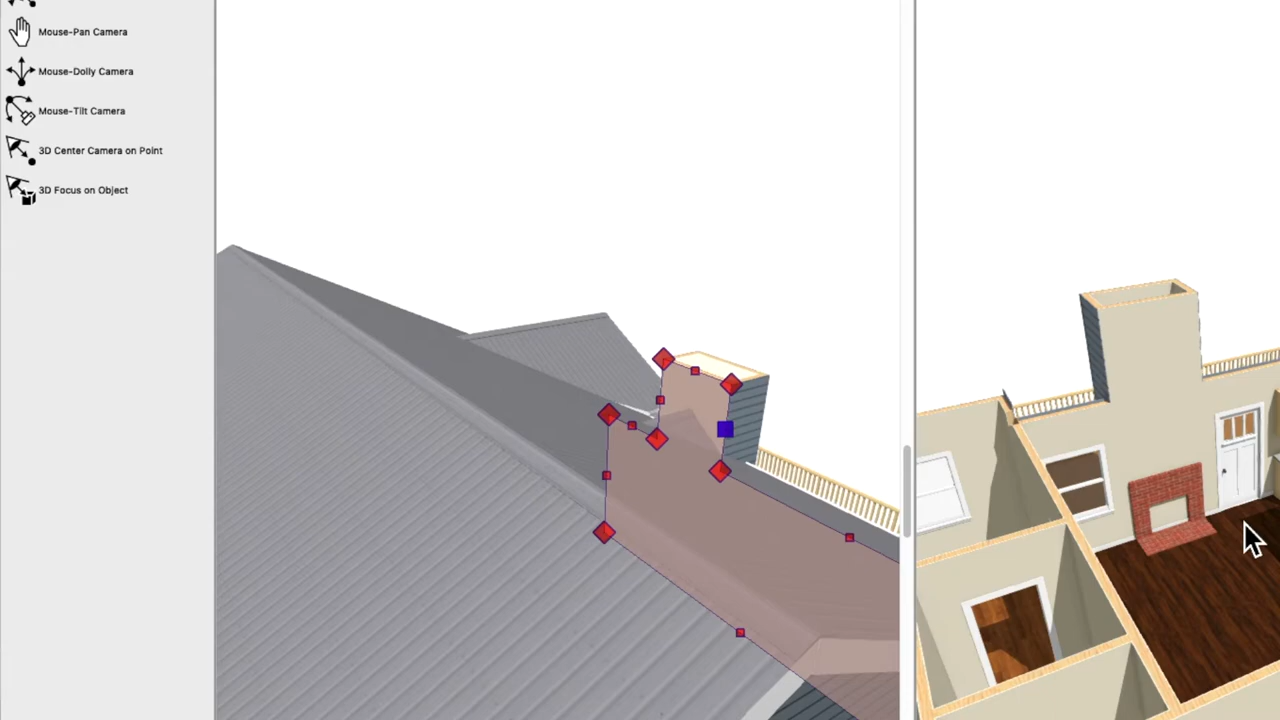 Mouse-Pan Camera
Mouse-Dolly Camera
Mouse-Tilt Camera
3D Center Camera on Point
3D Focus on Object